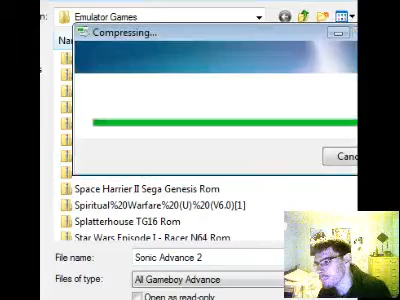 n:
Emulator Games
Compressing...
Na
Canc
Space Harrier II Sega Genesis Rom
Spiritual%20Warfare%20(U)%20(V6.0)[1]
Splatterhouse TG16 Rom
Star Wars Episode I - Racer N64 Rom
File name:
Sonic Advance 2
Files of type:
All Gameboy Advance
Open as read-only